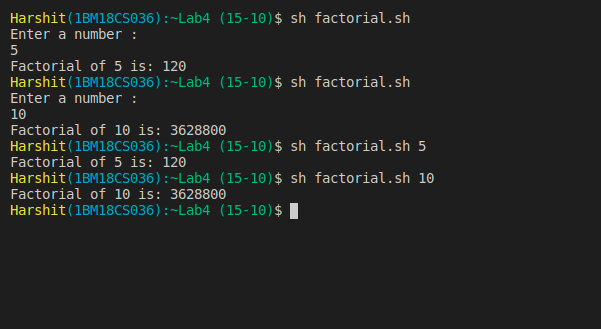 Harshit(1BM18CS036):~Lab4 (15-10)$ sh factorial.sh
Enter a number :
5
Factorial of 5 is: 120
Harshit(1BM18CS036):~Lab4 (15-10)$ sh factorial.sh
Enter a number :
10
Factorial of 10 is: 3628800
Harshit(1BM18CS036):~Lab4 (15-10)$ sh factorial.sh 5
Factorial of 5 is: 120
Harshit(1BM18CS036):~Lab4 (15-10)$ sh factorial.sh 10
Factorial of 10 is: 3628800
Harshit(1BM18CS036):~Lab4 (15-10)$